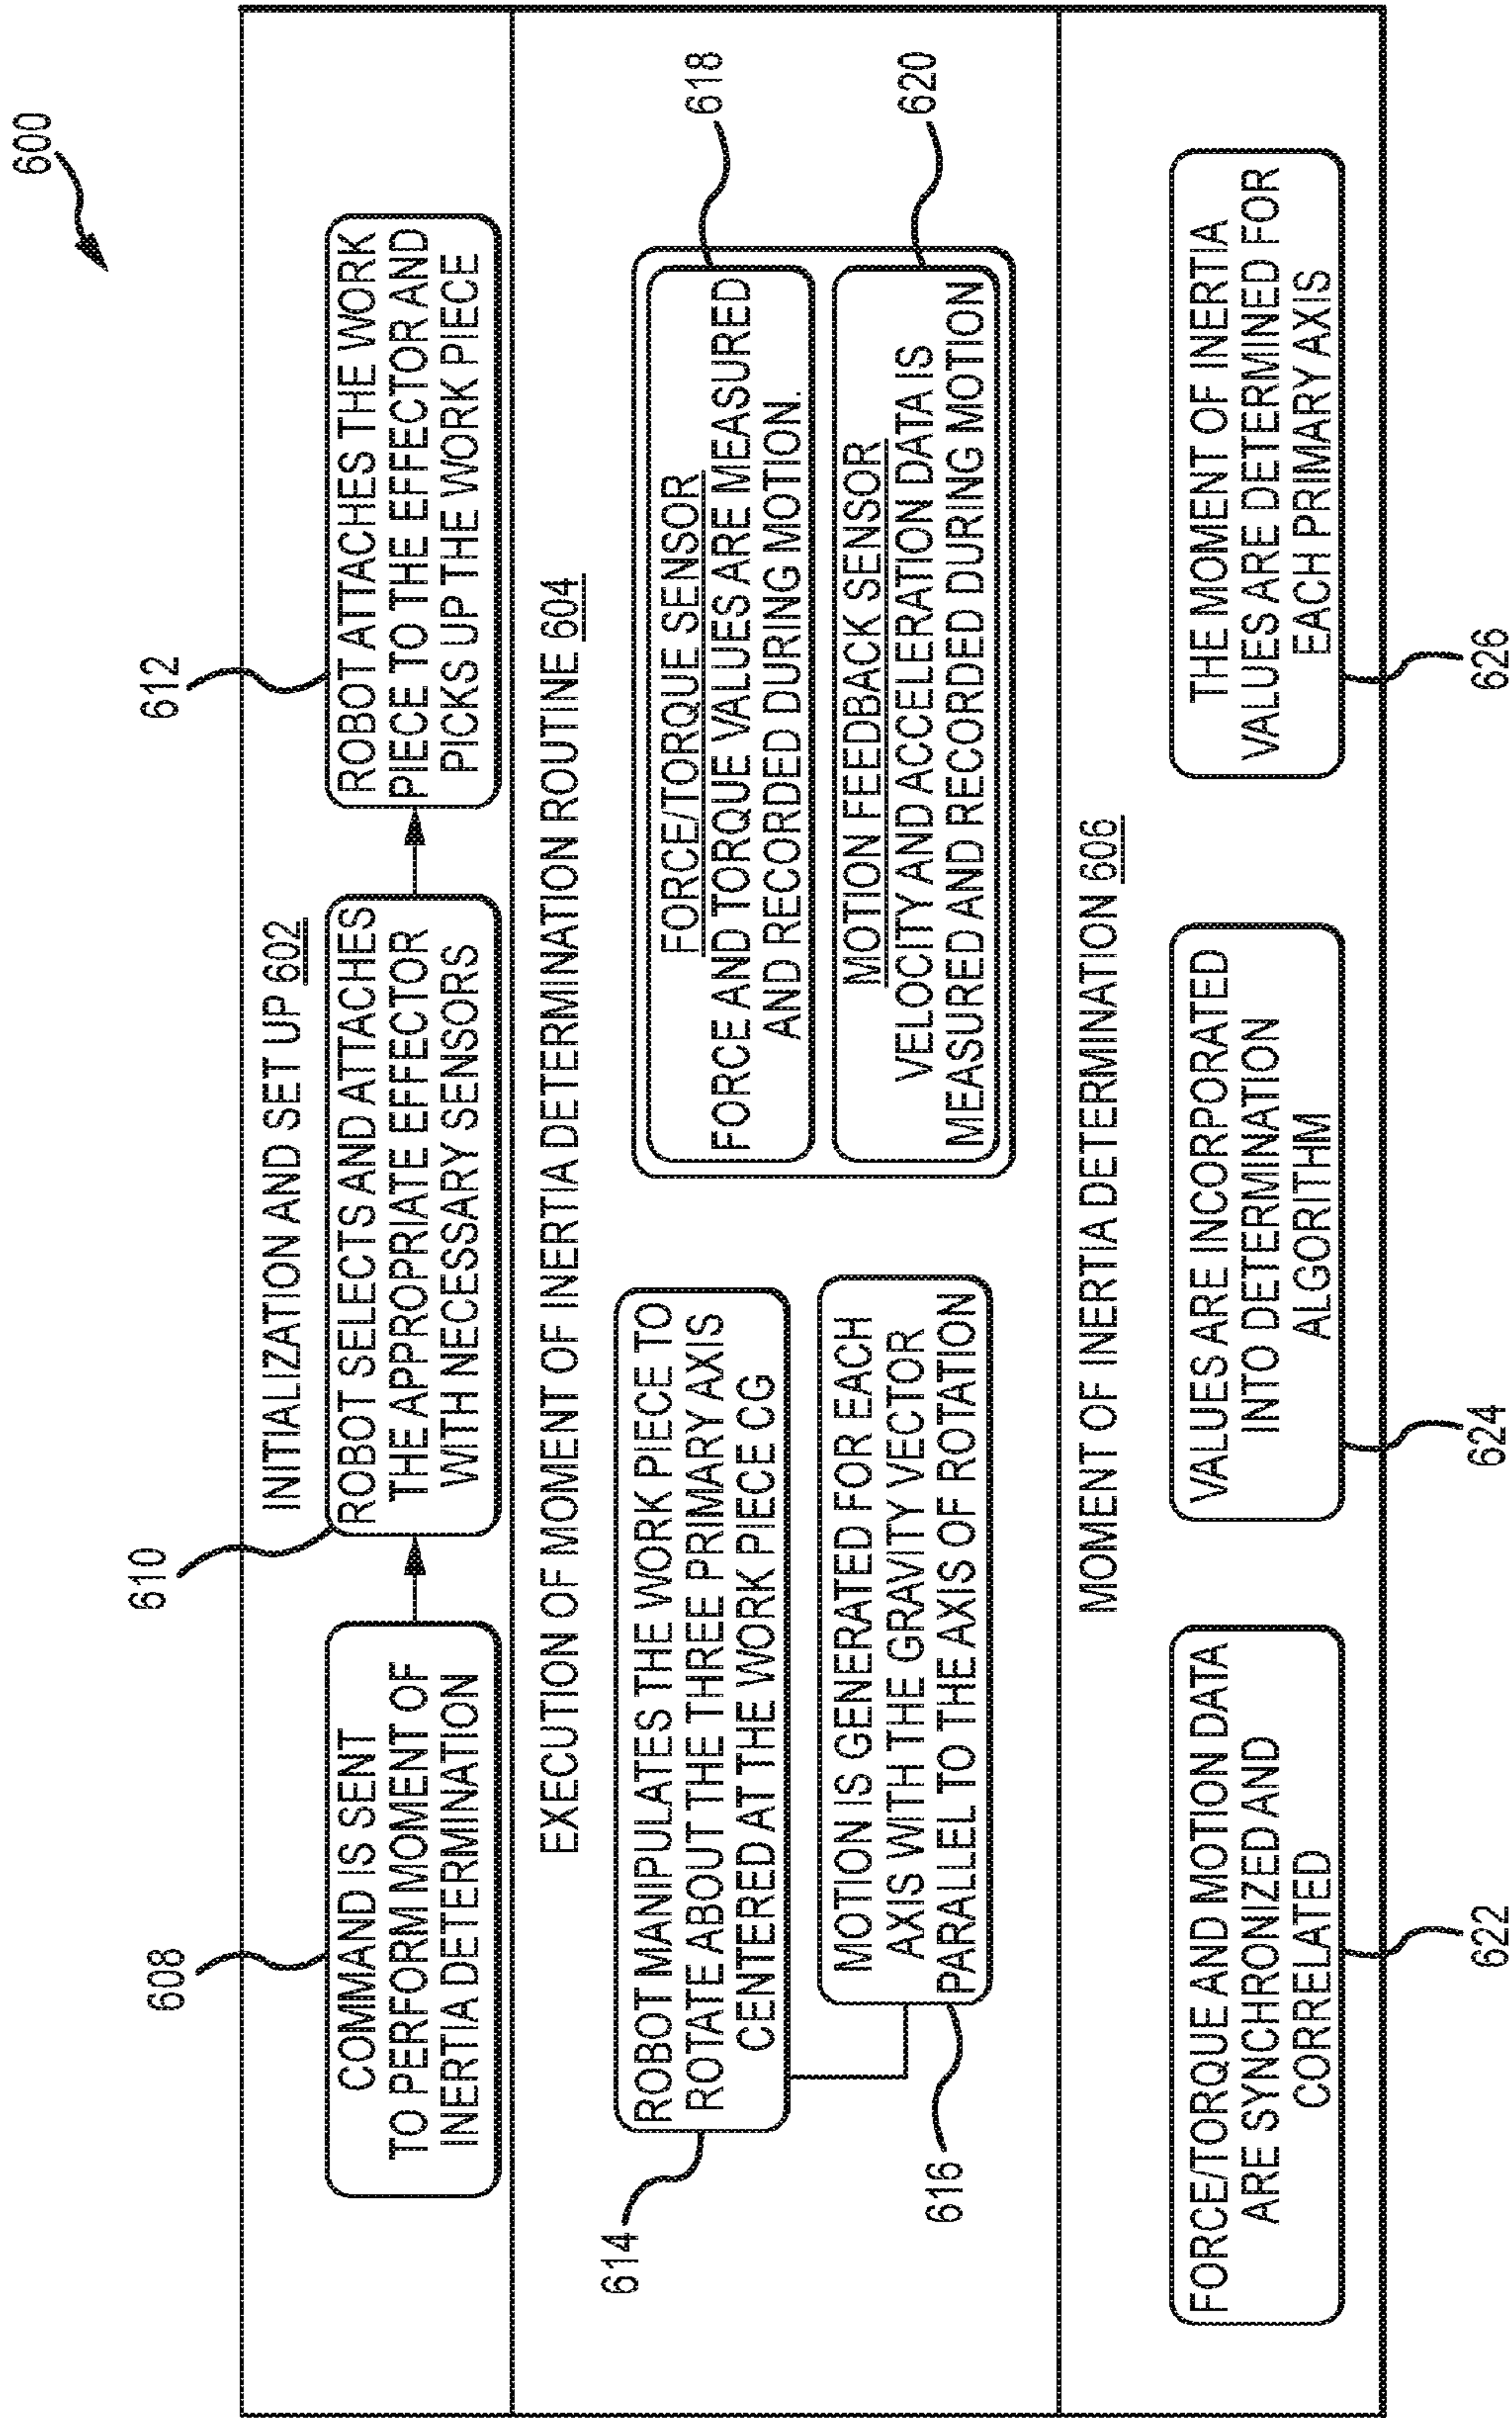 600
INITIALIZATION AND SET UP 602
608
COMMAND IS SENT
TO PERFORM MOMENT OF
INERTIA DETERMINATION
610
ROBOT SELECTS AND ATTACHES
THE APPROPRIATE EFFECTOR
WITH NECESSARY SENSORS
612
ROBOT ATTACHES THE WORK
PIECE TO THE EFFECTOR AND
PICKS UP THE WORK PIECE
EXECUTION OF MOMENT OF INERTIA DETERMINATION ROUTINE 604
614
ROBOT MANIPULATES THE WORK PIECE TO
ROTATE ABOUT THE THREE PRIMARY AXIS
CENTERED AT THE WORK PIECE CG
616
MOTION IS GENERATED FOR EACH
AXIS WITH THE GRAVITY VECTOR
PARALLEL TO THE AXIS OF ROTATION
618
FORCE/TORQUE SENSOR
FORCE AND TORQUE VALUES ARE MEASURED
AND RECORDED DURING MOTION.
620
MOTION FEEDBACK SENSOR
VELOCITY AND ACCELERATION DATA IS
MEASURED AND RECORDED DURING MOTION
MOMENT OF INERTIA DETERMINATION 606
FORCE/TORQUE AND MOTION DATA
ARE SYNCHRONIZED AND
CORRELATED
622
VALUES ARE INCORPORATED
INTO DETERMINATION
ALGORITHM
624
THE MOMENT OF INERTIA
VALUES ARE DETERMINED FOR
EACH PRIMARY AXIS
626